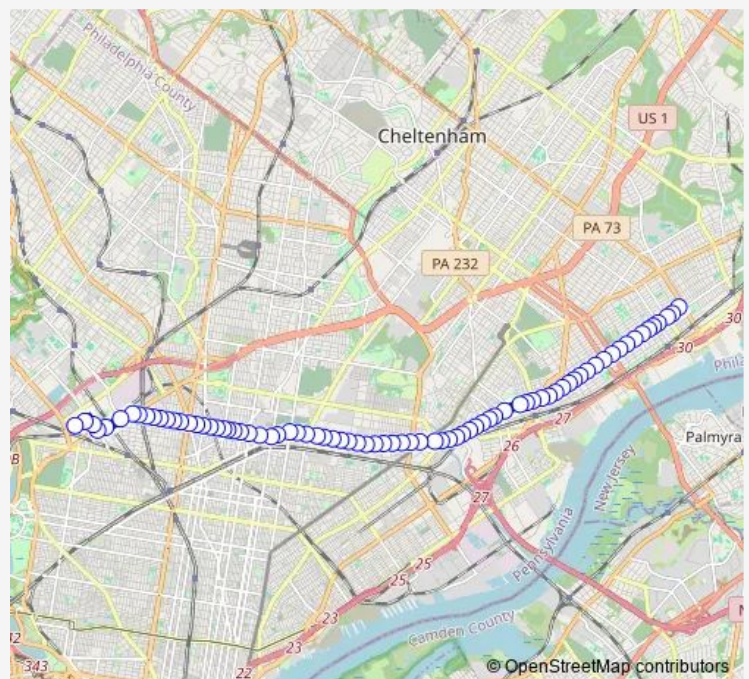 Philadelphia County
Cheltenham
US 1
PA 73
PA 232
30
30
Phila
27
26
Palmyra
B
New Jersey
Pennsylvania
27
25
25
Camden County
23
23
N
42
343
22
© OpenStreetMap contributors